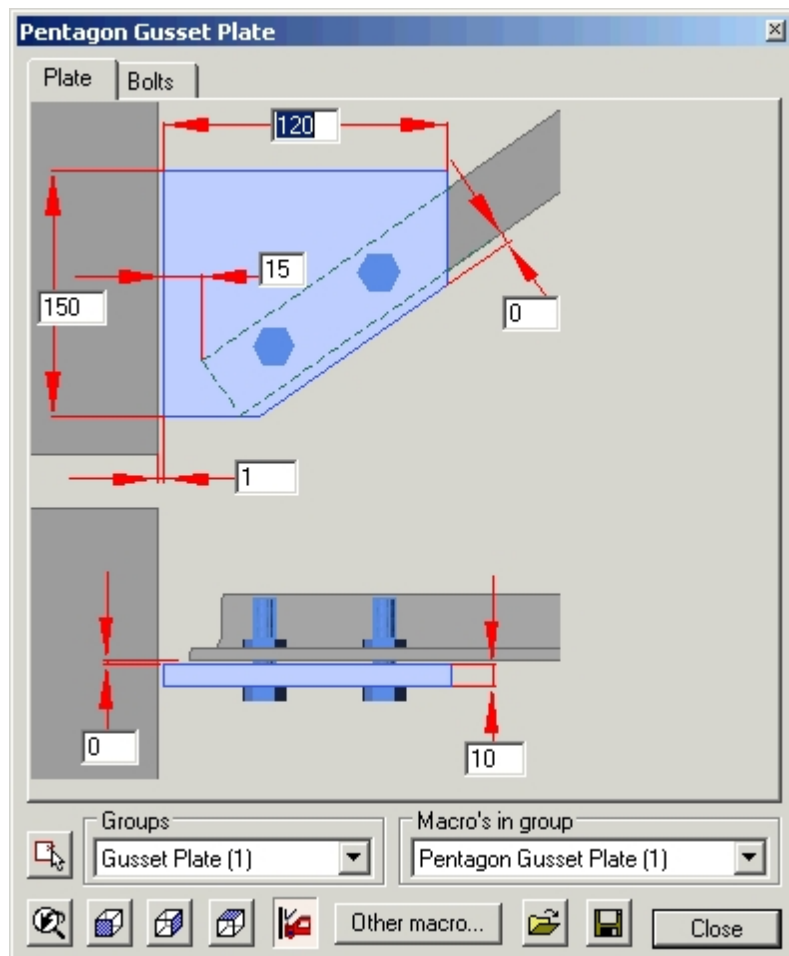 Pentagon Gusset Plate
Plate Bolts
120
15
150
0
1
0
10
Groups Macro's in group
Gusset Plate (1) Pentagon Gusset Plate (1)
Other macro... Close